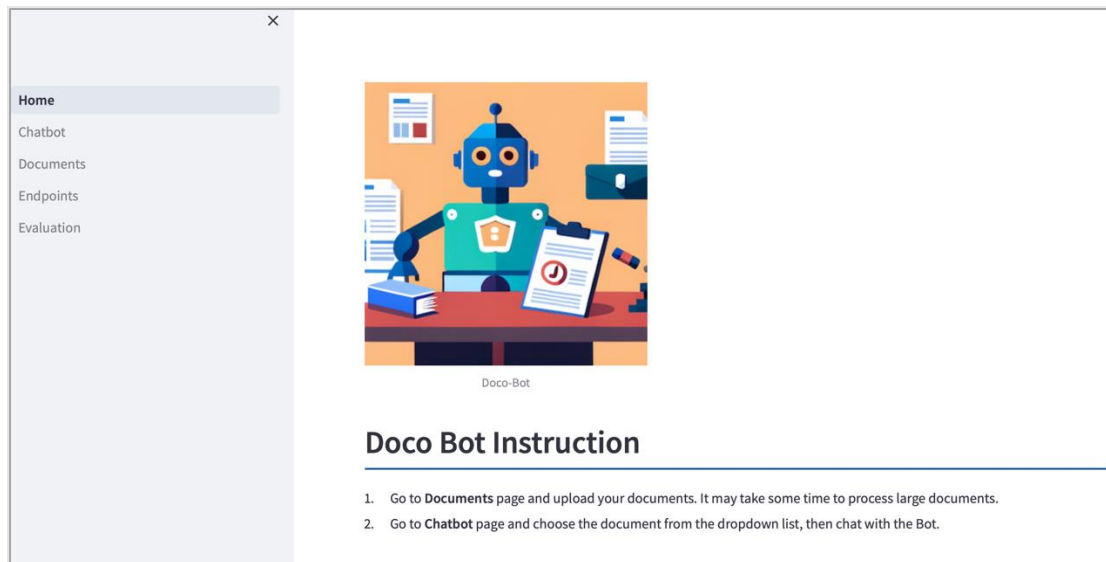 Home
Chatbot
Documents
Endpoints
Evaluation
Doco-Bot
Doco Bot Instruction
1. Go to Documents page and upload your documents. It may take some time to process large documents.
2. Go to Chatbot page and choose the document from the dropdown list, then chat with the Bot.